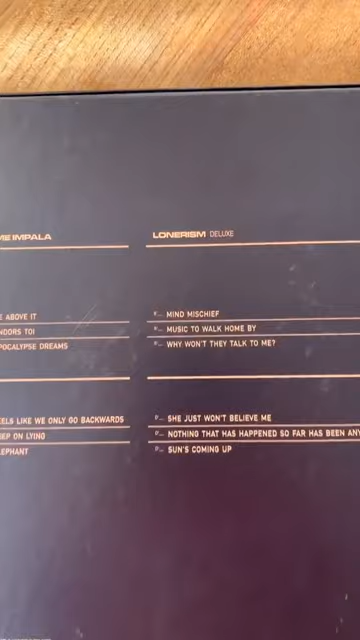 ME IMPALA
LONERISM DELUXE
E ABOVE IT
NDORS TOI
POCALYPSE DREAMS
MIND MISCHIEF
MUSIC TO WALK HOME BY
WHY WON'T THEY TALK TO ME?
EELS LIKE WE ONLY GO BACKWARDS
EEP ON LYING
LEPHANT
SHE JUST WON'T BELIEVE ME
NOTHING THAT HAS HAPPENED SO FAR HAS BEEN ANY
SUN'S COMING UP